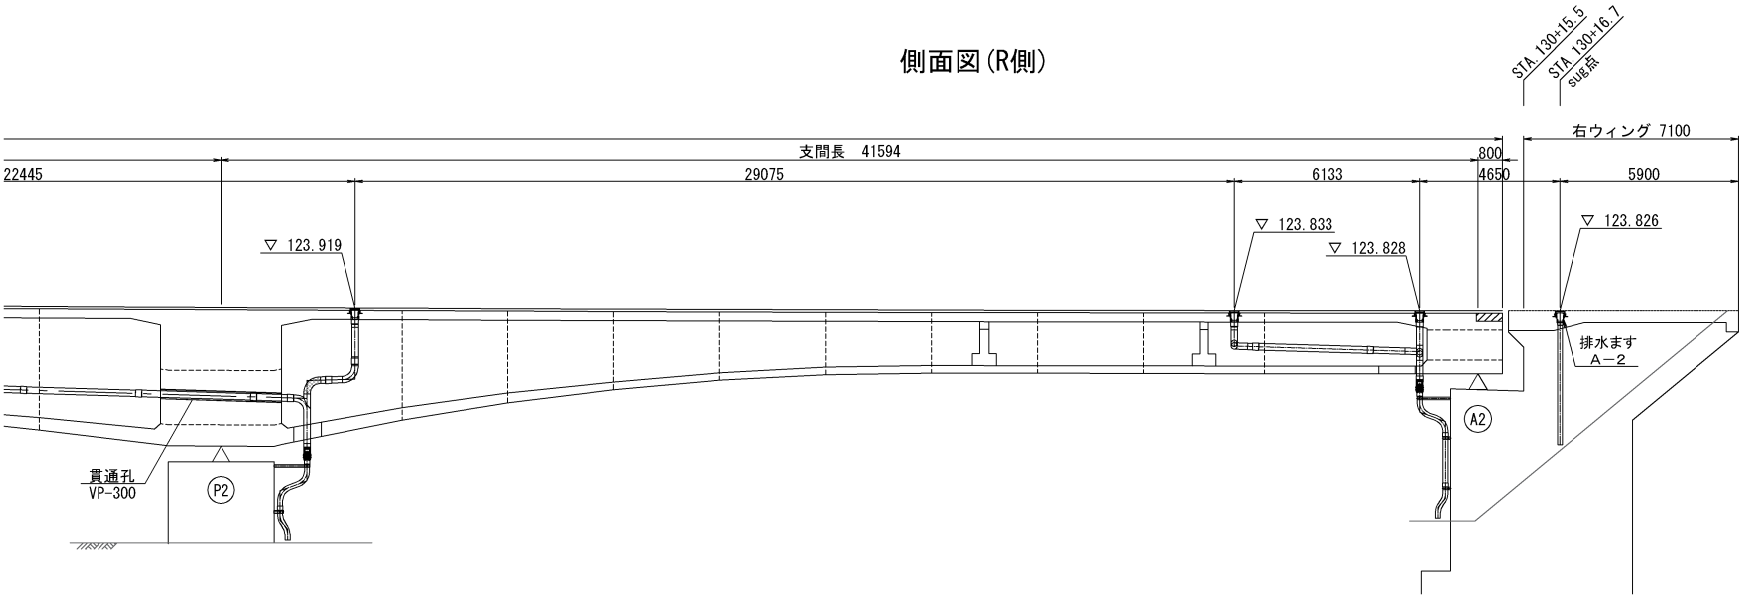 側面図(R側)
STA. 130+15.5
STA. 130+16.7
sug点
右ウィング 7100
支間長 41594
800
22445
29075
6133
4650
5900
▽ 123.919
▽ 123.833
▽ 123.828
▽ 123.826
排水ます
A-2
A2
貫通孔
VP-300
P2